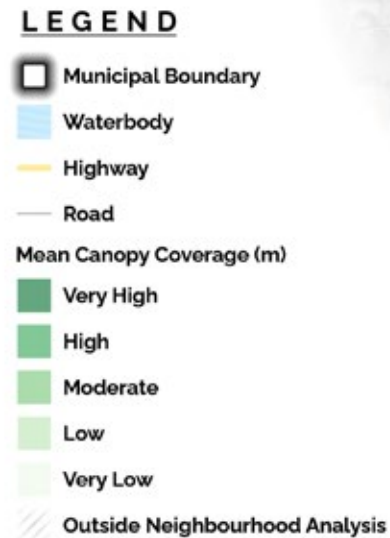 LEGEND
Municipal Boundary
Waterbody
Highway
Road
Mean Canopy Coverage (m)
Very High
High
Moderate
Low
Very Low
Outside Neighbourhood Analysis